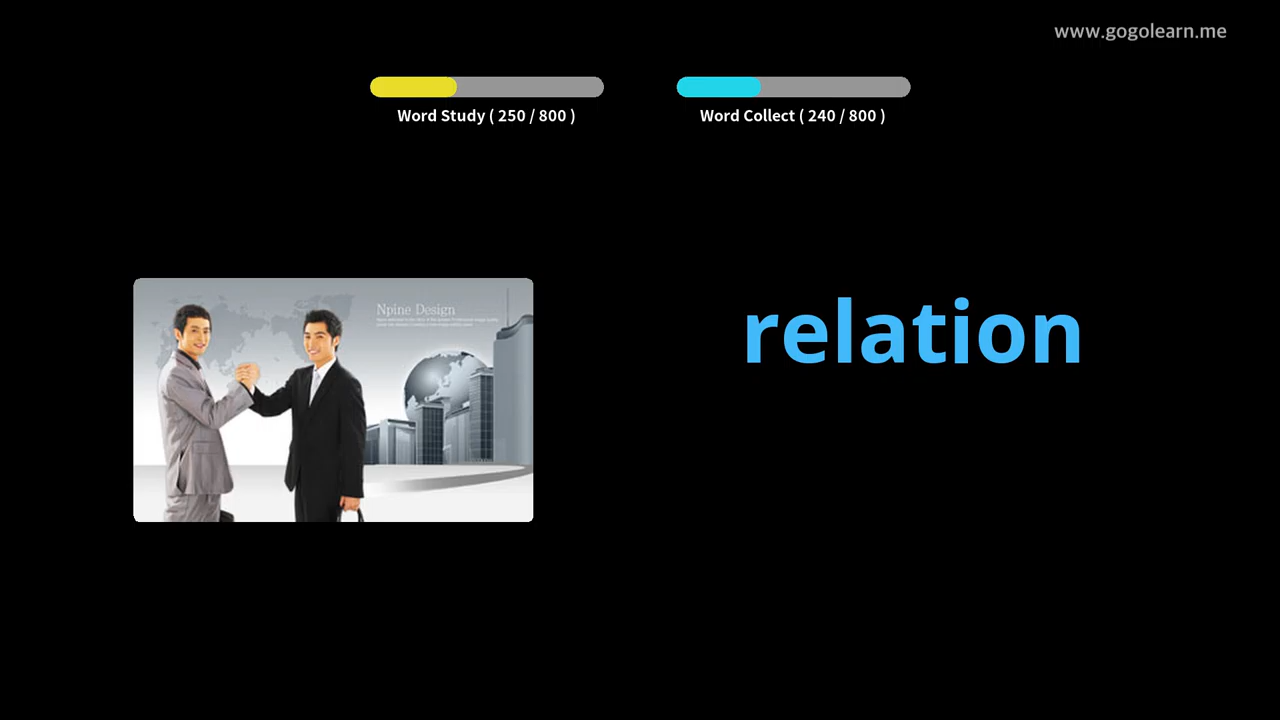 www.gogolearn.me
Word Study ( 250 / 800 )
Word Collect ( 240 / 800 )
Npine Design
relation